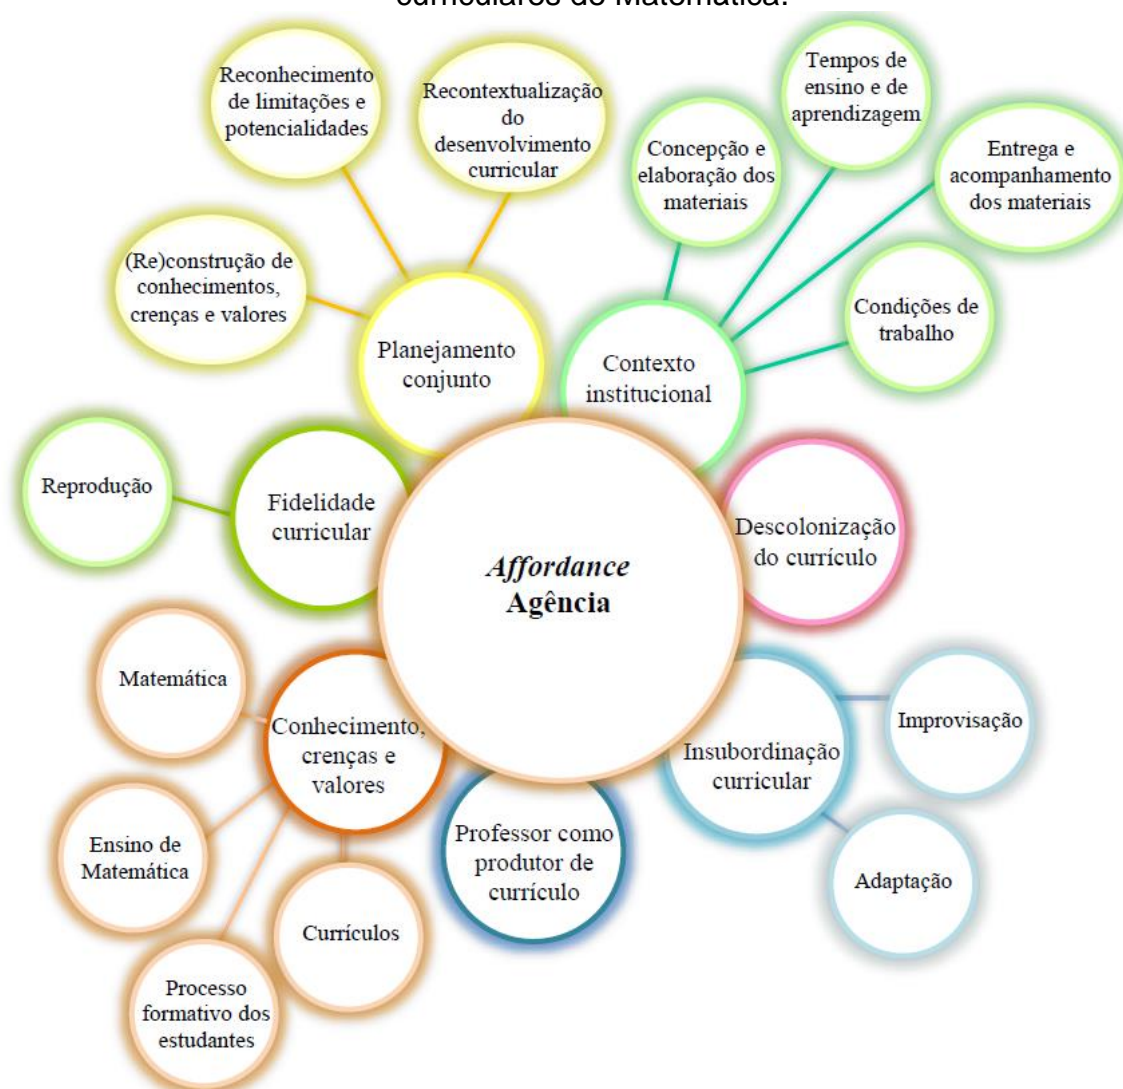 curriculares de Matemática.
Reconhecimento
de limitações e
potencialidades
Recontextualização
do
desenvolvimento
curricular
(Re)construção de
conhecimentos,
crenças e valores
Planejamento
conjunto
Tempos de
ensino e de
aprendizagem
Concepção e
elaboração dos
materiais
Entrega e
acompanhamento
dos materiais
Condições de
trabalho
Contexto
institucional
Reprodução
Fidelidade
curricular
Affordance
Agência
Descolonização
do currículo
Matemática
Conhecimento,
crenças e
valores
Ensino de
Matemática
Processo
formativo dos
estudantes
Currículos
Professor como
produtor de
currículo
Insubordinação
curricular
Improvisação
Adaptação